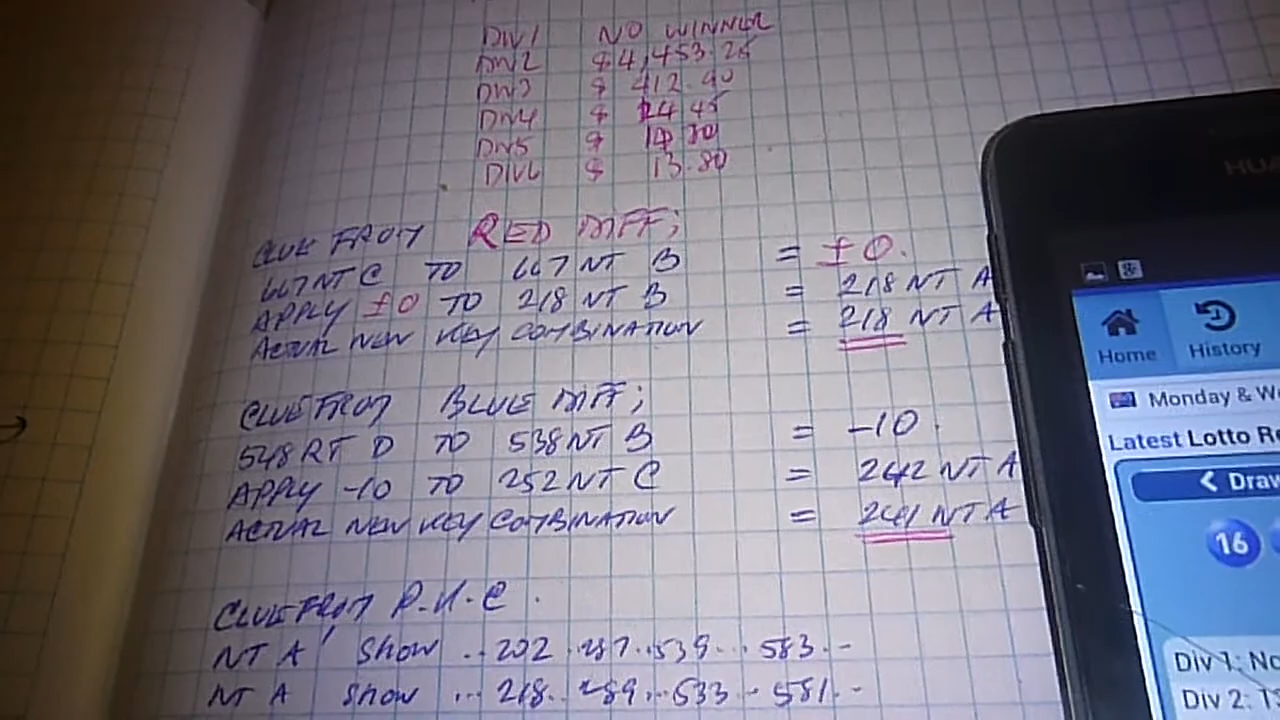 DIV1 NO WINNER
DIV2 $4,453.25
DIV3 $ 412.90
DIV4 $ 24.45
DIV5 $
DIV6 $ 13.80
CLUE FROM RED DIFF;
667 NT C TO 667 NT B = ±0.
APPLY ±0 TO 218 NT B = 218 NT A
ACTUAL NEW KEY COMBINATION = 218 NT A
CLUE FROM BLUE DIFF;
548 RT D TO 538 NT B = -10.
APPLY -10 TO 252 NT C = 242 NT A
ACTUAL NEW KEY COMBINATION = 241 NT A
CLUE FROM P.H.C.
NT A' Show .. 202 .. 287 .. 539 ... 583. -
NT A Show ... 218 .. 289 .. 533 .. 581. -
HUA
Home
History
Monday & We
Latest Lotto Re
< Draw
16
Div 1: No
Div 2: